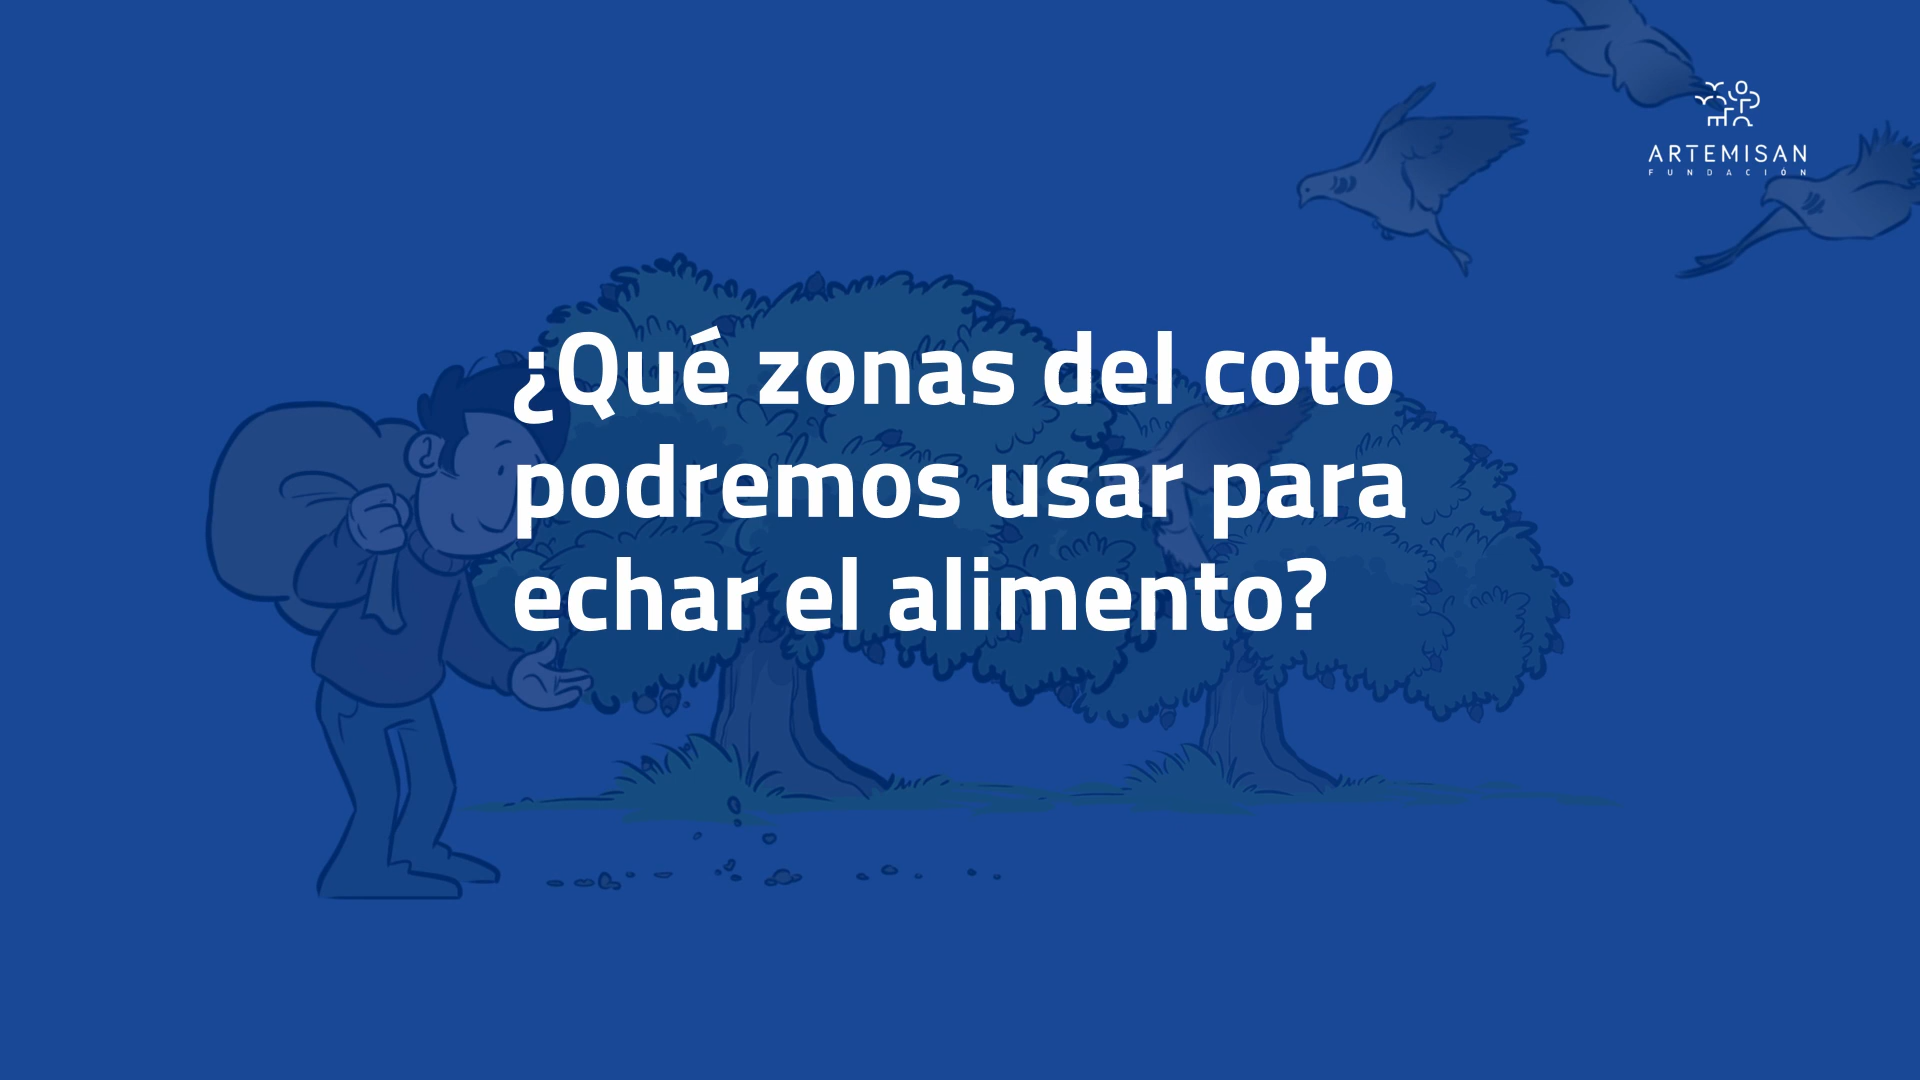 ARTEMISAN
FUNDACIÓN
¿Qué zonas del coto
podremos usar para
echar el alimento?